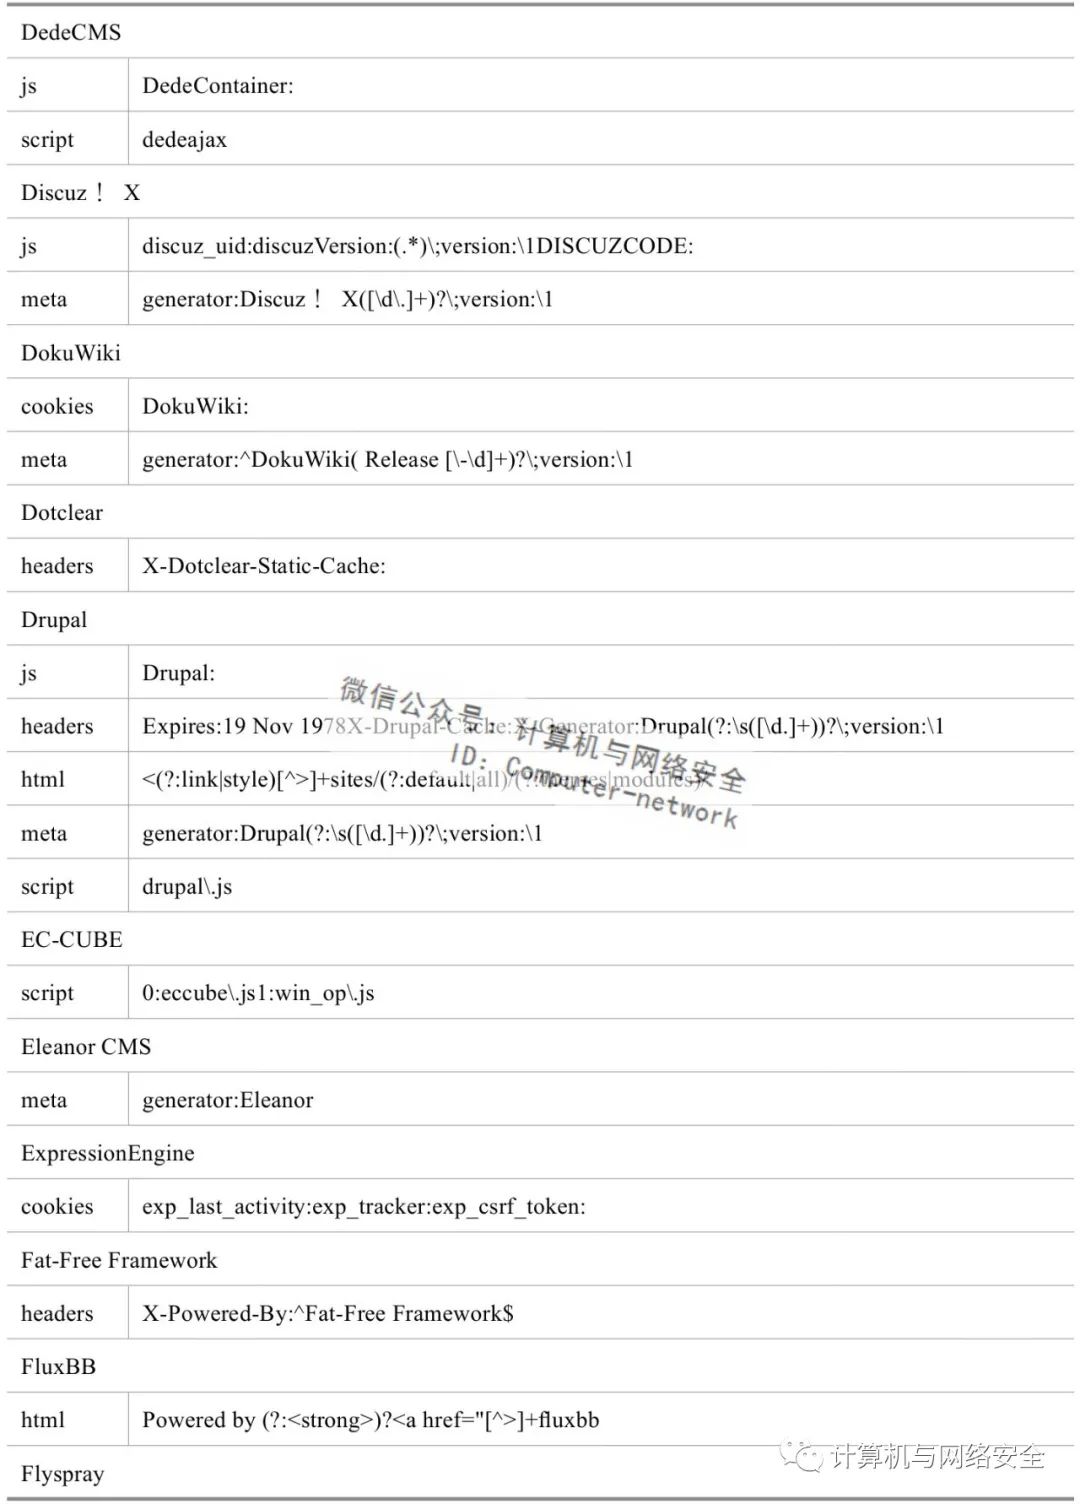 DedeCMS
js DedeContainer:
script dedeajax
Discuz！ X
js discuz_uid:discuzVersion:(.*)\;version:\1DISCUZCODE:
meta generator:Discuz！ X([\d\.]+)?\;version:\1
DokuWiki
cookies DokuWiki:
meta generator:^DokuWiki( Release [\-\d]+)?\;version:\1
Dotclear
headers X-Dotclear-Static-Cache:
Drupal
js Drupal:
headers Expires:19 Nov 1978X-Drupal-Cache:X-Generator:Drupal(?:\s([\d.]+))?\;version:\1
html <(?:link|style)[^>]+sites/(?:default|all)/(?:themes|modules)/
微信公众号：计算机与网络安全
ID：Computer-network
meta generator:Drupal(?:\s([\d.]+))?\;version:\1
script drupal\.js
EC-CUBE
script 0:eccube\.js1:win_op\.js
Eleanor CMS
meta generator:Eleanor
ExpressionEngine
cookies exp_last_activity:exp_tracker:exp_csrf_token:
Fat-Free Framework
headers X-Powered-By:^Fat-Free Framework$
FluxBB
html Powered by (?:<strong>)?<a href="[^>]+fluxbb
计算机与网络安全
Flyspray